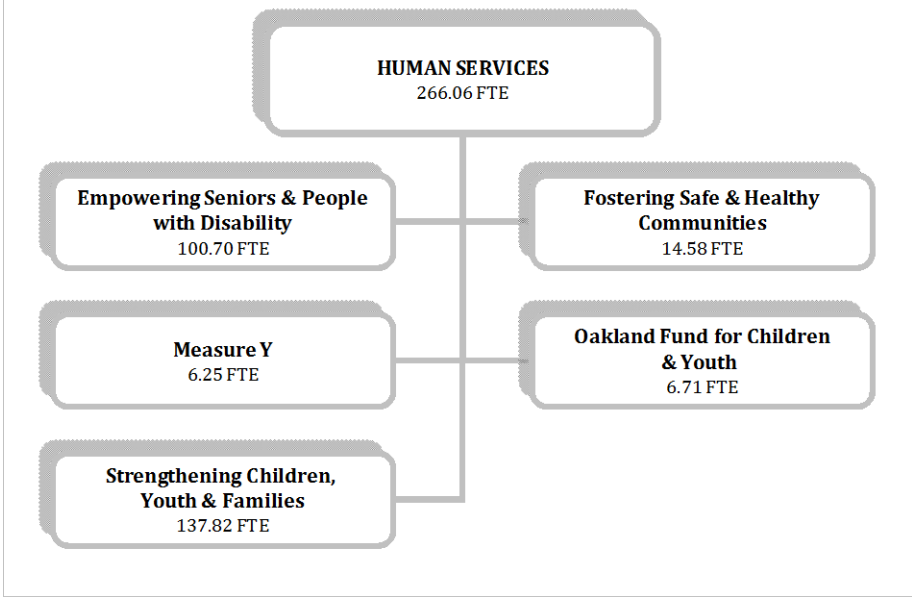 HUMAN SERVICES
266.06 FTE
Empowering Seniors & People
with Disability
100.70 FTE
Fostering Safe & Healthy
Communities
14.58 FTE
Measure Y
6.25 FTE
Oakland Fund for Children
& Youth
6.71 FTE
Strengthening Children,
Youth & Families
137.82 FTE